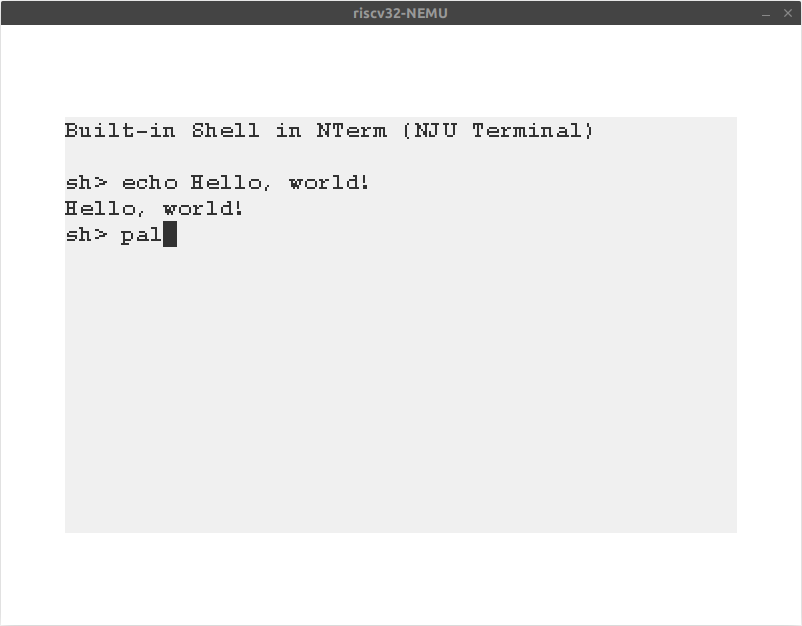 riscv32-NEMU
Built-in Shell in NTerm (NJU Terminal)
sh> echo Hello, world!
Hello, world!
sh> pal